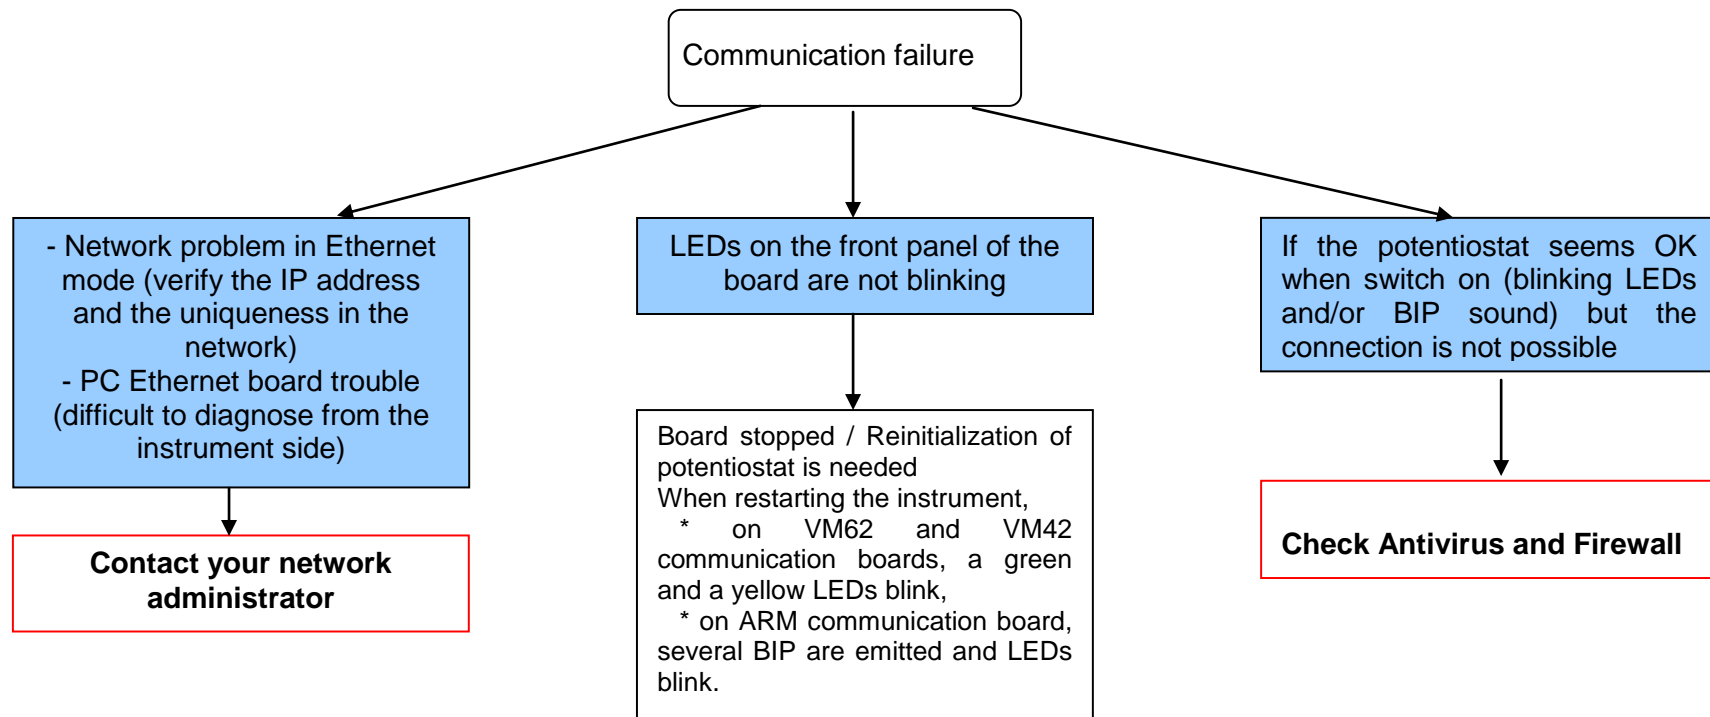 Communication failure
- Network problem in Ethernet
mode (verify the IP address
and the uniqueness in the
network)
- PC Ethernet board trouble
(difficult to diagnose from the
instrument side)
Contact your network
administrator
LEDs on the front panel of the
board are not blinking
Board stopped / Reinitialization of
potentiostat is needed
When restarting the instrument,
* on VM62 and VM42
communication boards, a green
and a yellow LEDs blink,
* on ARM communication board,
several BIP are emitted and LEDs
blink.
If the potentiostat seems OK
when switch on (blinking LEDs
and/or BIP sound) but the
connection is not possible
Check Antivirus and Firewall